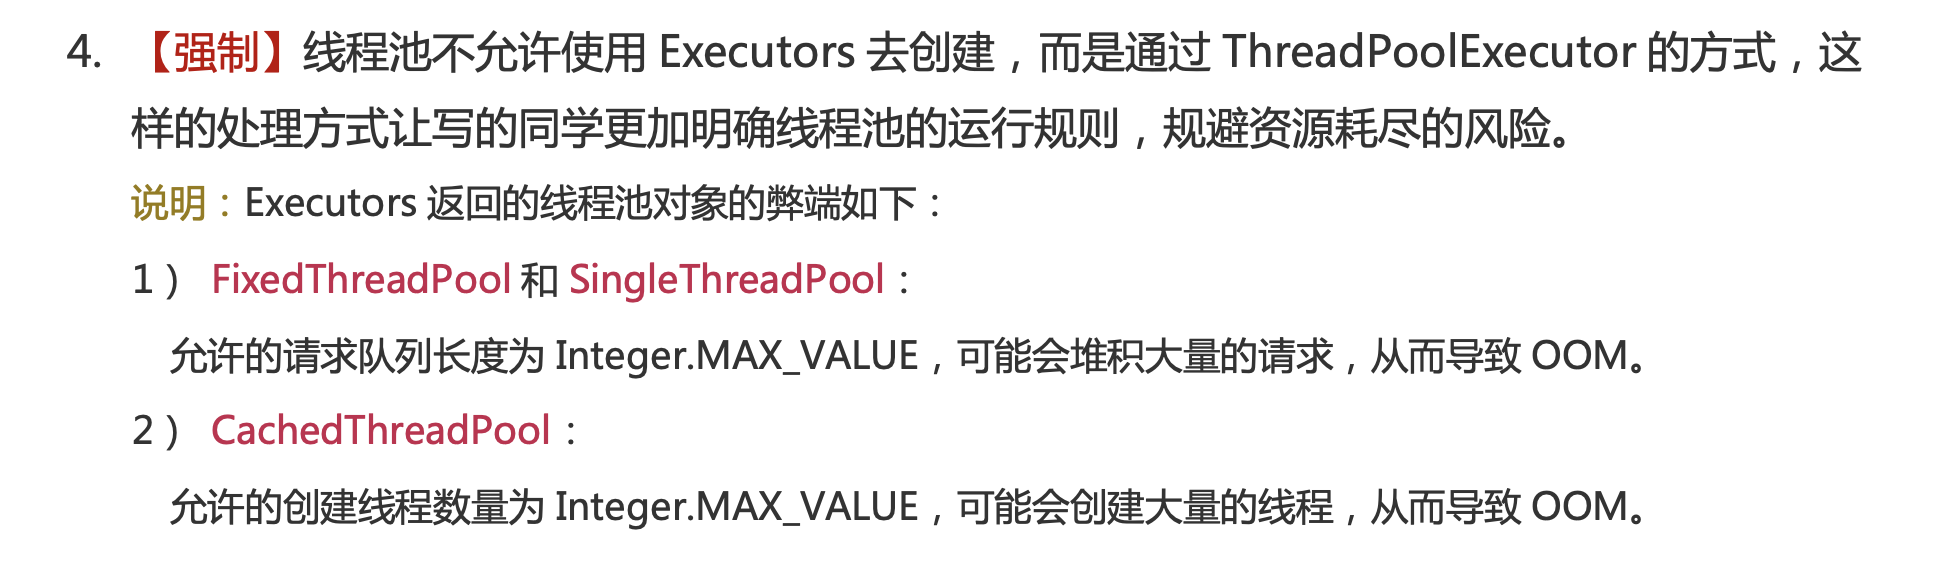 4. 【强制】线程池不允许使用 Executors 去创建，而是通过 ThreadPoolExecutor 的方式，这
样的处理方式让写的同学更加明确线程池的运行规则，规避资源耗尽的风险。
说明：Executors 返回的线程池对象的弊端如下：
1） FixedThreadPool 和 SingleThreadPool：
允许的请求队列长度为 Integer.MAX_VALUE，可能会堆积大量的请求，从而导致 OOM。
2） CachedThreadPool：
允许的创建线程数量为 Integer.MAX_VALUE，可能会创建大量的线程，从而导致 OOM。